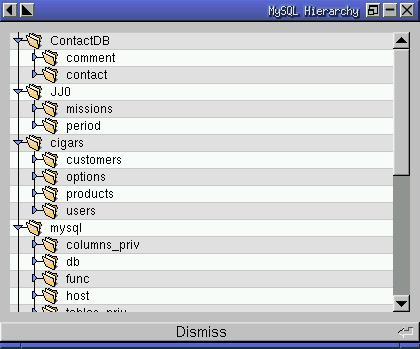 MySQL Hierarchy
ContactDB
comment
contact
JJ0
missions
period
cigars
customers
options
products
users
mysql
columns_priv
db
func
host
tables_priv
Dismiss